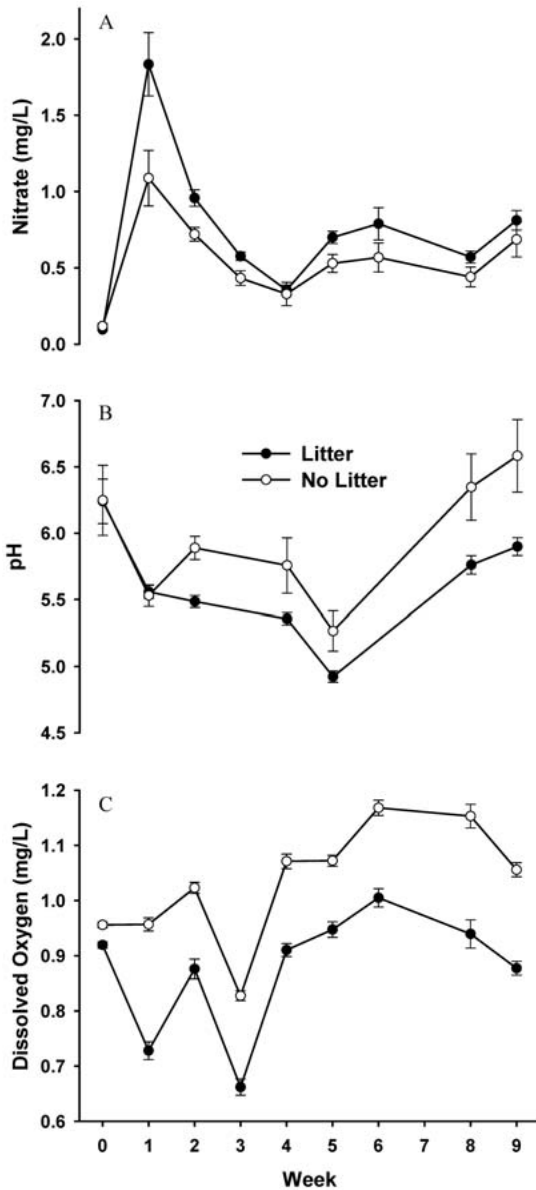 A
2.0
1.5
1.0
0.5
0.0
Nitrate (mg/L)
B
7.0
6.5
6.0
5.5
5.0
4.5
pH
Litter
No Litter
C
1.2
1.1
1.0
0.9
0.8
0.7
0.6
Dissolved Oxygen (mg/L)
0 1 2 3 4 5 6 7 8 9
Week